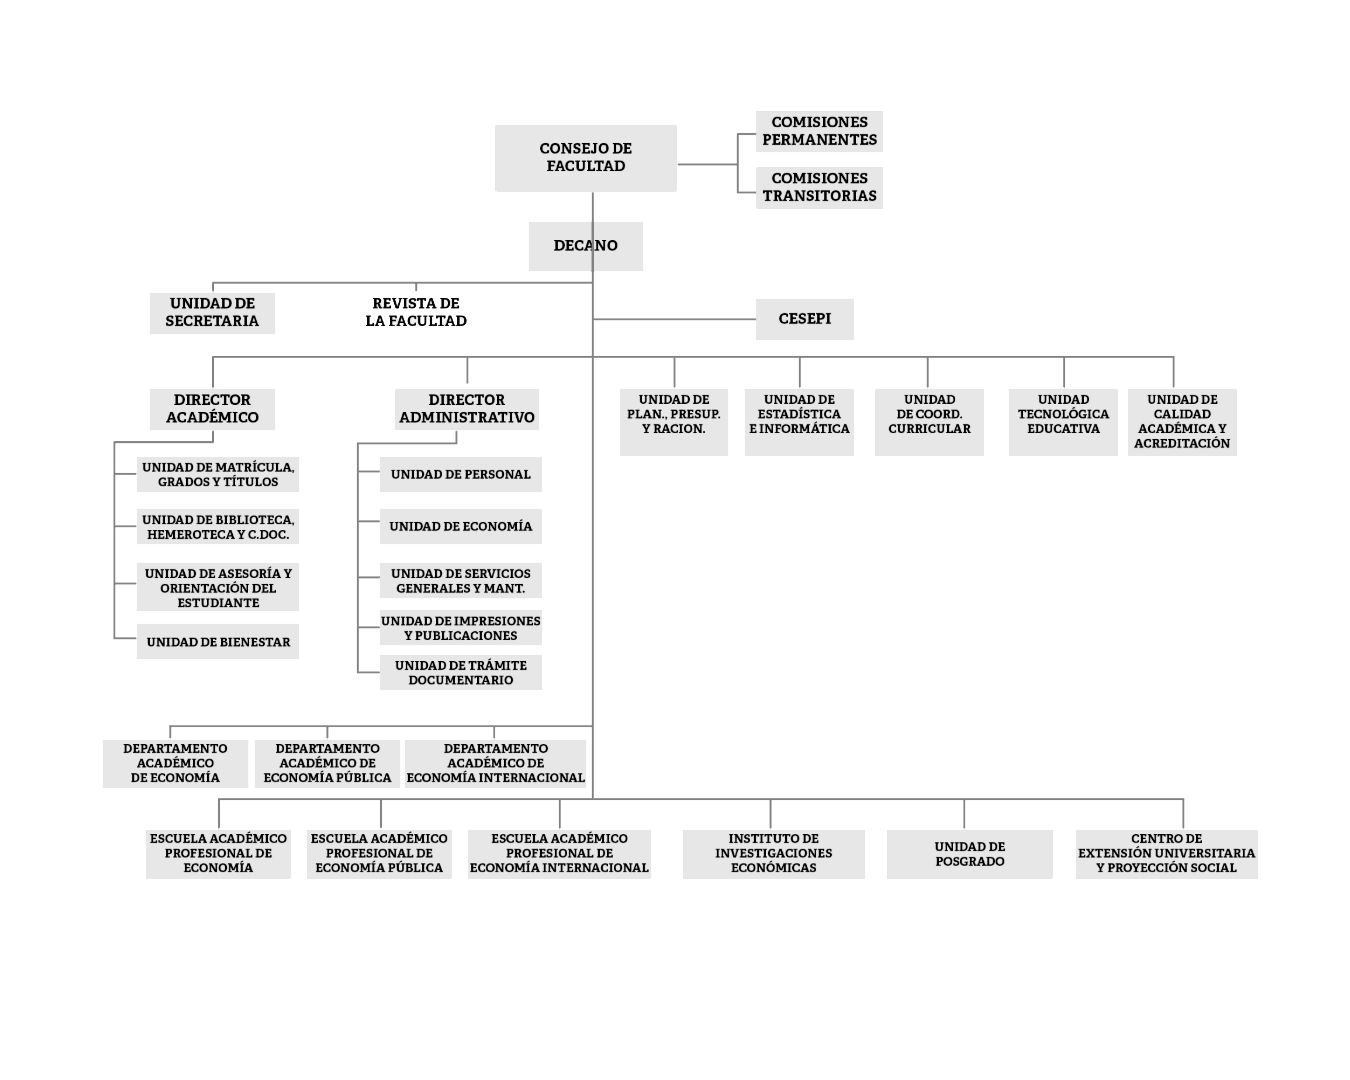 COMISIONES
PERMANENTES
CONSEJO DE
FACULTAD
COMISIONES
TRANSITORIAS
DECANO
UNIDAD DE
SECRETARIA
REVISTA DE
LA FACULTAD
CESEPI
DIRECTOR
ACADÉMICO
DIRECTOR
ADMINISTRATIVO
UNIDAD DE
PLAN., PRESUP.
Y RACION.
UNIDAD DE
ESTADÍSTICA
E INFORMÁTICA
UNIDAD
DE COORD.
CURRICULAR
UNIDAD
TECNOLÓGICA
EDUCATIVA
UNIDAD DE
CALIDAD
ACADÉMICA Y
ACREDITACIÓN
UNIDAD DE MATRÍCULA,
GRADOS Y TÍTULOS
UNIDAD DE BIBLIOTECA,
HEMEROTECA Y C.DOC.
UNIDAD DE ASESORÍA Y
ORIENTACIÓN DEL
ESTUDIANTE
UNIDAD DE BIENESTAR
UNIDAD DE PERSONAL
UNIDAD DE ECONOMÍA
UNIDAD DE SERVICIOS
GENERALES Y MANT.
UNIDAD DE IMPRESIONES
Y PUBLICACIONES
UNIDAD DE TRÁMITE
DOCUMENTARIO
DEPARTAMENTO
ACADÉMICO
DE ECONOMÍA
DEPARTAMENTO
ACADÉMICO DE
ECONOMÍA PÚBLICA
DEPARTAMENTO
ACADÉMICO DE
ECONOMÍA INTERNACIONAL
ESCUELA ACADÉMICO
PROFESIONAL DE
ECONOMÍA
ESCUELA ACADÉMICO
PROFESIONAL DE
ECONOMÍA PÚBLICA
ESCUELA ACADÉMICO
PROFESIONAL DE
ECONOMÍA INTERNACIONAL
INSTITUTO DE
INVESTIGACIONES
ECONÓMICAS
UNIDAD DE
POSGRADO
CENTRO DE
EXTENSIÓN UNIVERSITARIA
Y PROYECCIÓN SOCIAL